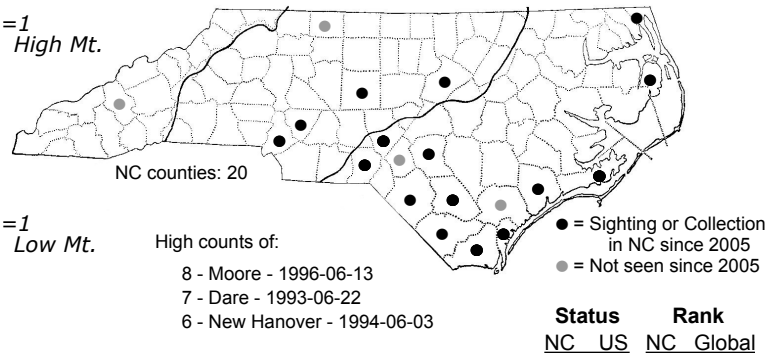 =1
High Mt.
NC counties: 20
=1
Low Mt.
High counts of:
8 - Moore - 1996-06-13
7 - Dare - 1993-06-22
6 - New Hanover - 1994-06-03
= Sighting or Collection
in NC since 2005
= Not seen since 2005
Status Rank
NC US NC Global